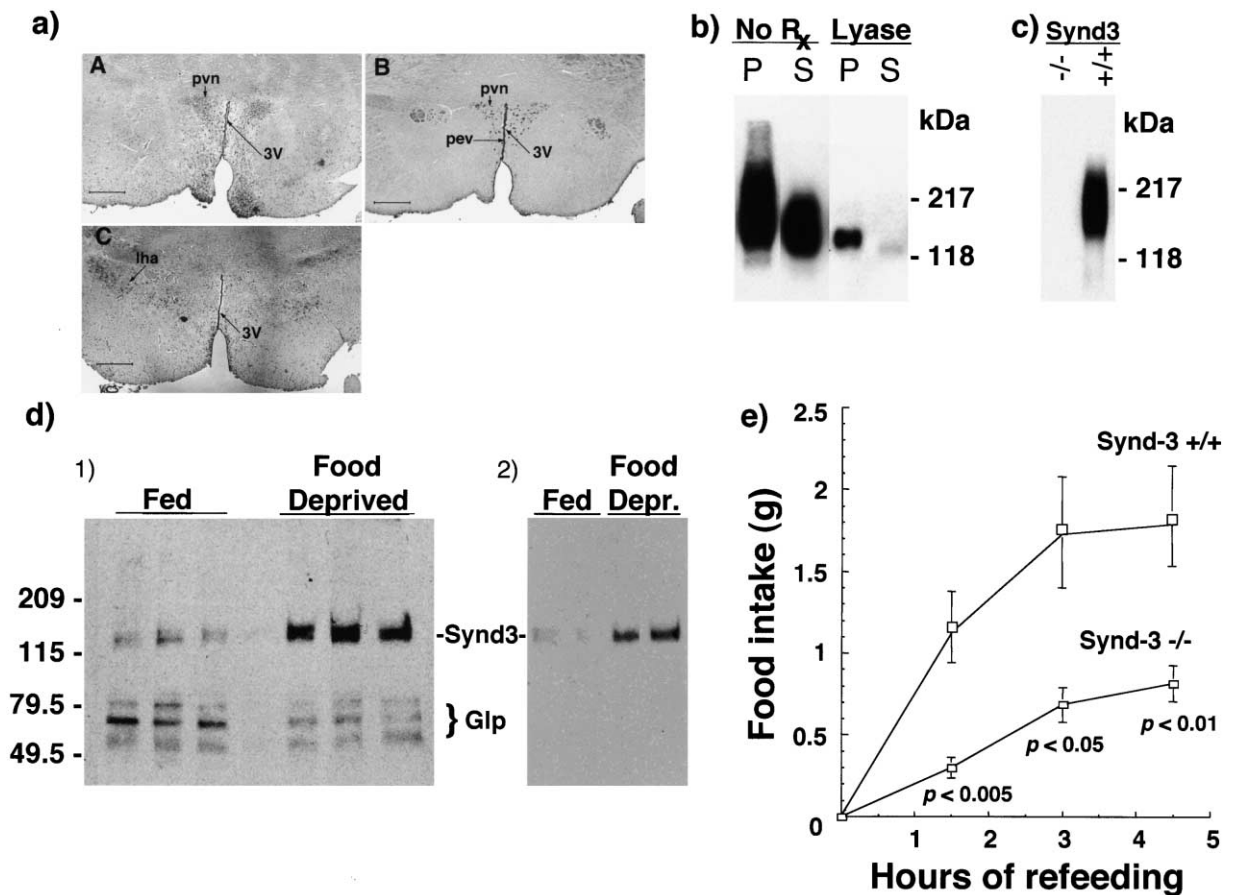 a)
A
pvn
3V
B
pvn
pev
3V
C
lha
3V
b)
No Rx Lyase
P S P S
kDa
- 217
- 118
c)
Synd3
-/- +/+
kDa
- 217
- 118
d)
1)
Fed
Food
Deprived
209 -
115 -
79.5 -
49.5 -
-Synd3-
} Glp
2)
Fed
Food
Depr.
e)
Food intake (g)
2.5
2
1.5
1
0.5
0
Synd-3 +/+
Synd-3 -/-
p < 0.005
p < 0.05
p < 0.01
1 2 3 4 5
Hours of refeeding